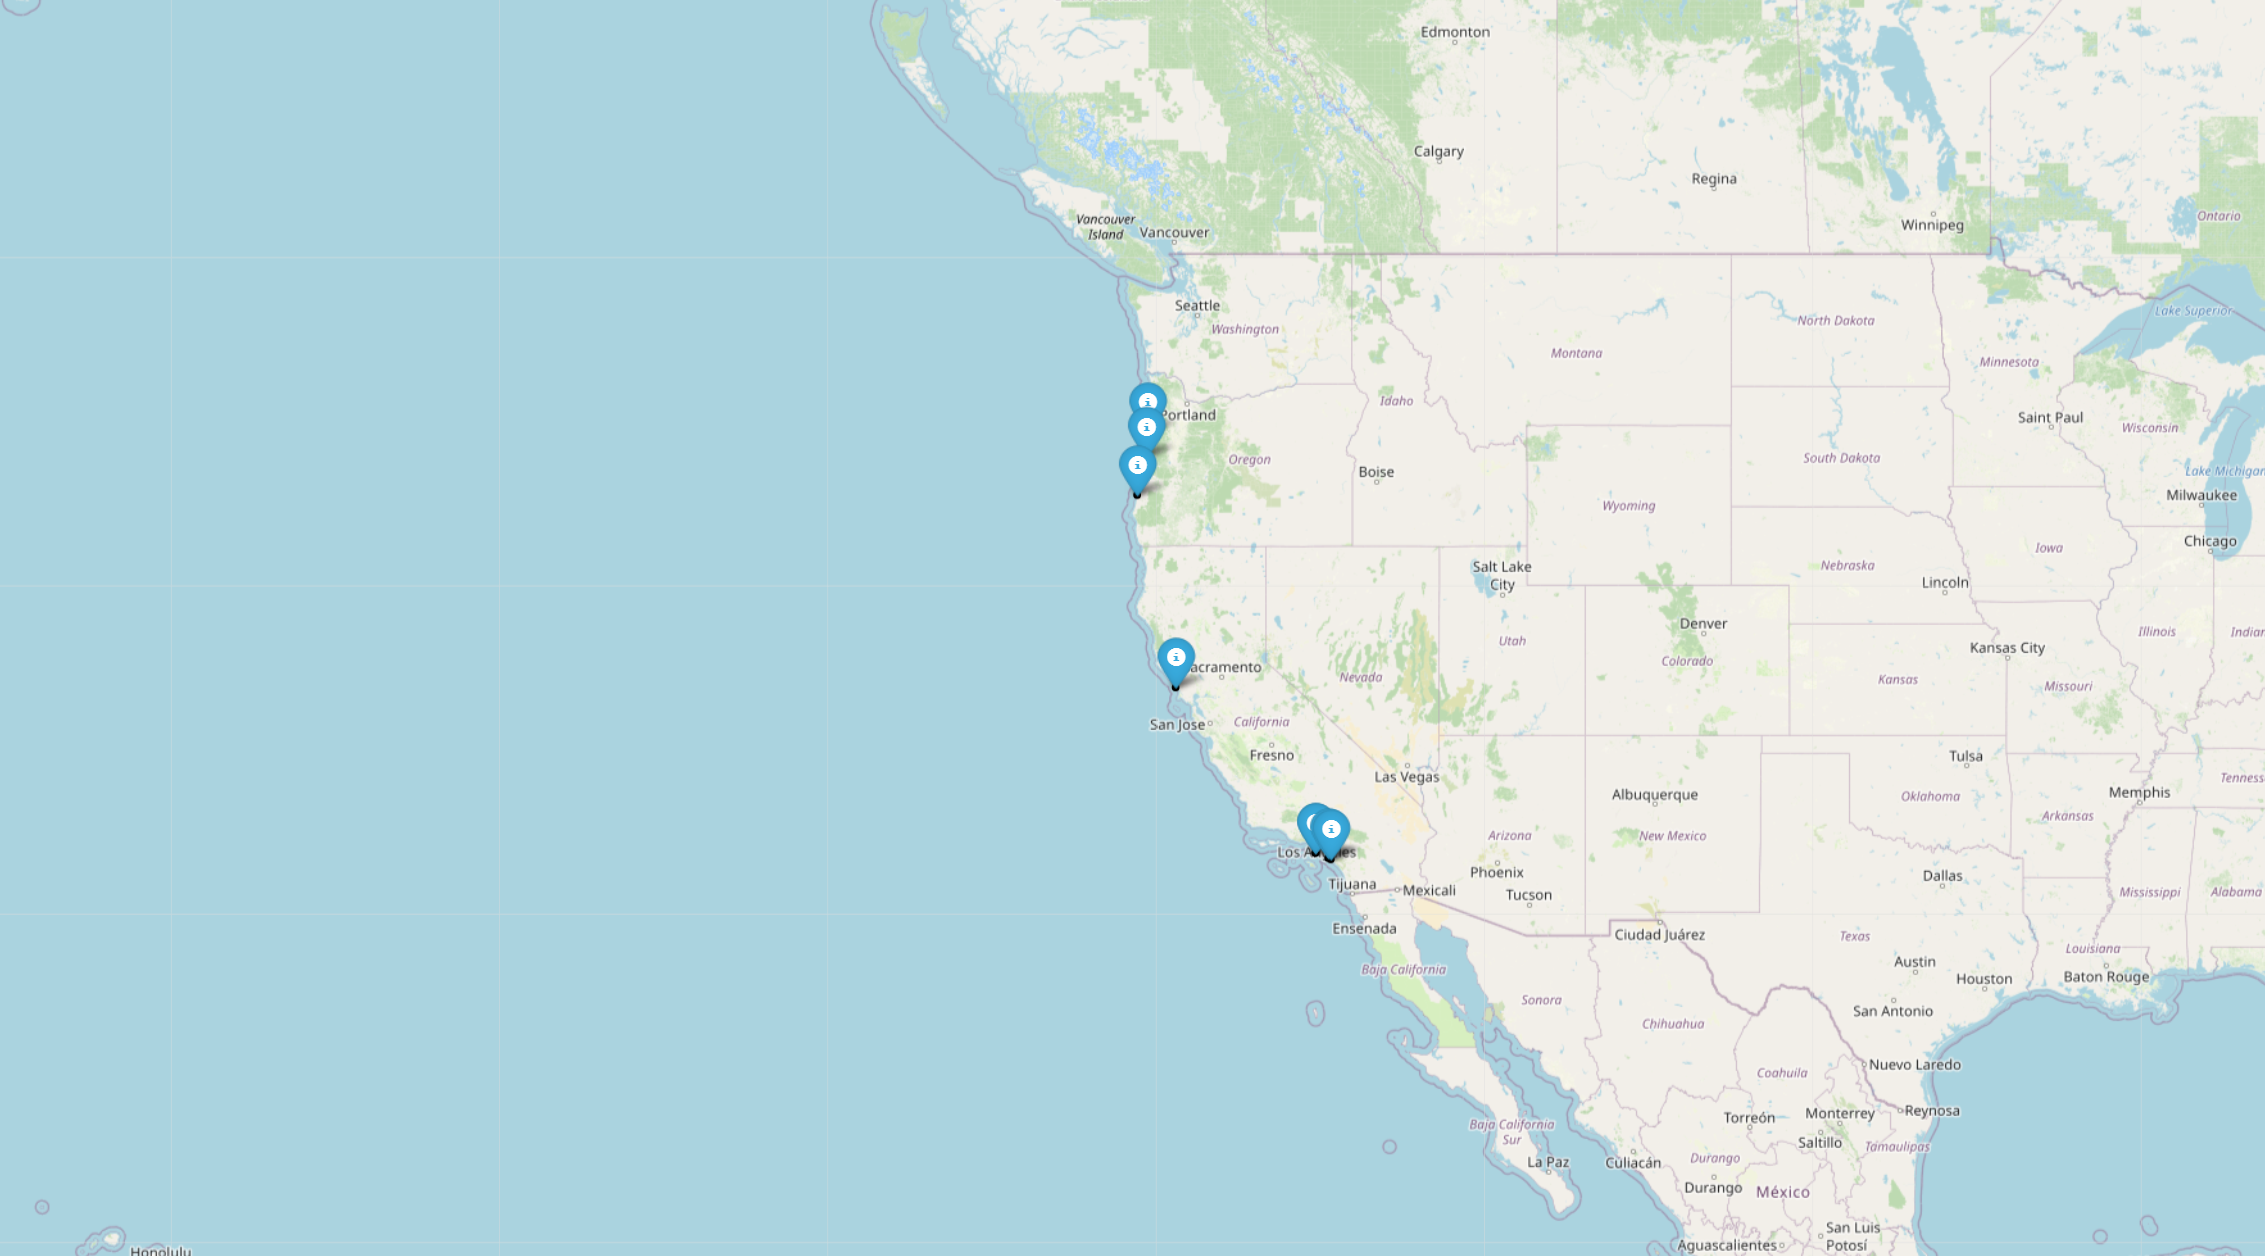 Edmonton
Calgary
Regina
Vancouver
Island
Vancouver
Winnipeg
Ontario
Seattle
Washington
North Dakota
Lake Superior
Montana
Minnesota
i
Portland
Idaho
Saint Paul
Wisconsin
i
Oregon
Boise
South Dakota
Lake Michigan
i
Milwaukee
Wyoming
Chicago
Iowa
Salt Lake
City
Nebraska
Lincoln
Denver
Illinois
Indian
Utah
Kansas City
i
acramento
Colorado
Nevada
Kansas
Missouri
San Jose
California
Fresno
Tulsa
Las Vegas
Tenness
Albuquerque
Oklahoma
Memphis
Arkansas
i
Arizona
New Mexico
Los A
les
Phoenix
Dallas
Tijuana
Mexicali
Tucson
Mississippi
Alabama
Ensenada
Ciudad Juárez
Texas
Louisiana
Austin
Baja California
Houston
Baton Rouge
Sonora
San Antonio
Chihuahua
Nuevo Laredo
Coahuila
Reynosa
Torreón
Monterrey
Baja California
Sur
Saltillo
Tamaulipas
La Paz
Culiacán
Durango
Durango
México
San Luis
Potosí
Aguascalientes
Honolulu